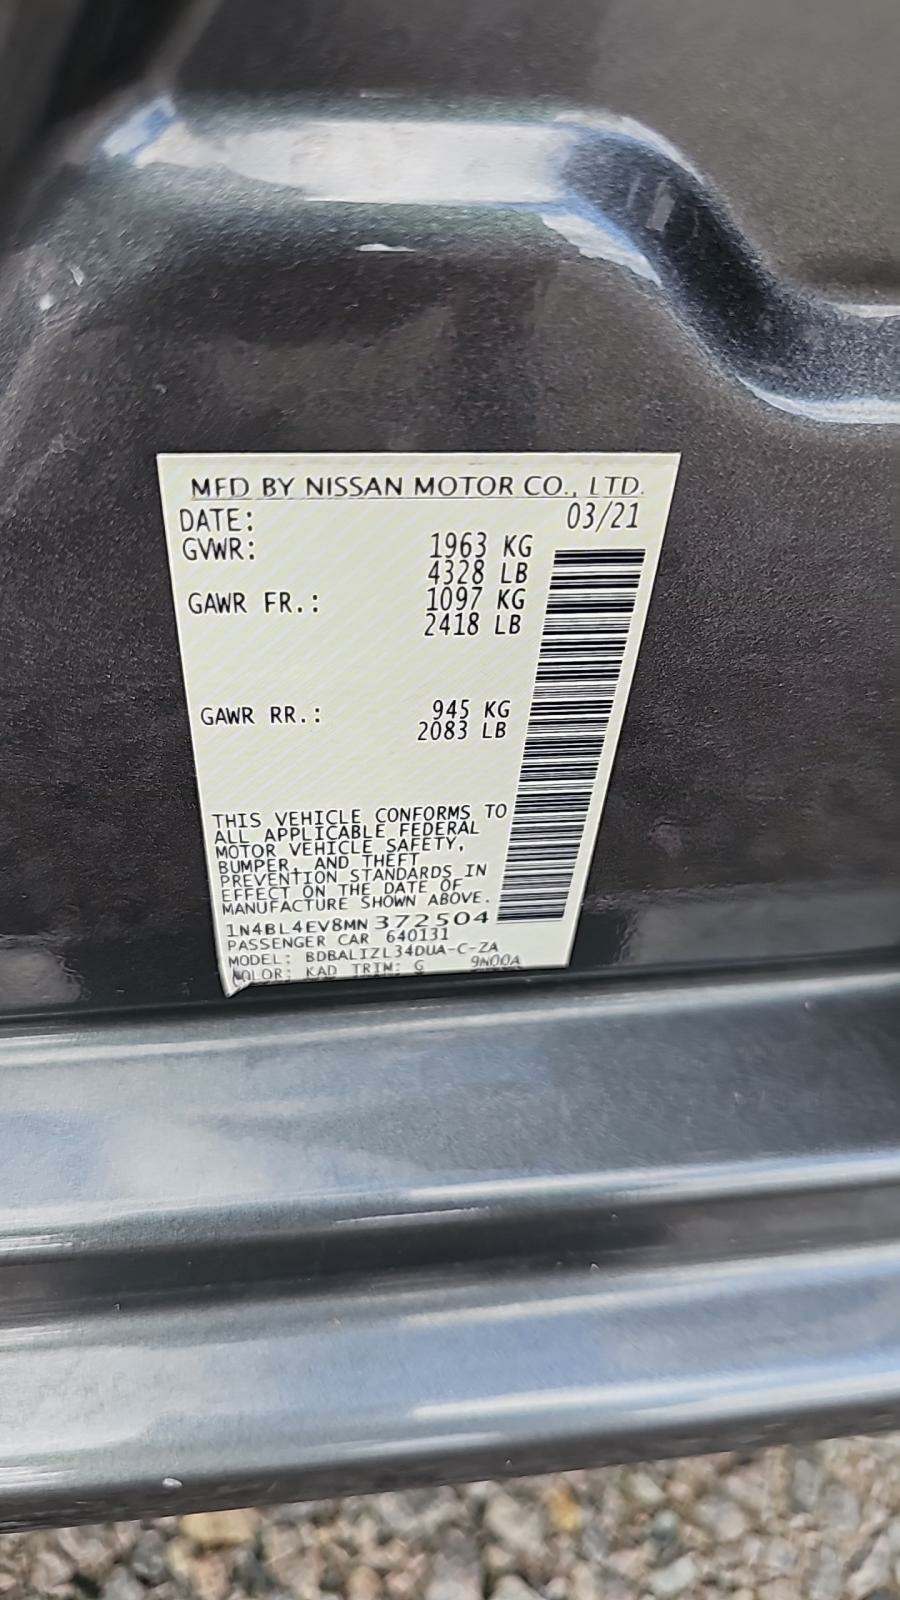 MFD BY NISSAN MOTOR CO., LTD.
DATE: 03/21
GVWR: 1963 KG
4328 LB
GAWR FR.: 1097 KG
2418 LB
GAWR RR.: 945 KG
2083 LB
THIS VEHICLE CONFORMS TO
ALL APPLICABLE FEDERAL
MOTOR VEHICLE SAFETY,
BUMPER, AND THEFT
PREVENTION STANDARDS IN
EFFECT ON THE DATE OF
MANUFACTURE SHOWN ABOVE.
1N4BL4EV8MN372504
PASSENGER CAR 640131
MODEL: BDBALIZL34DUA-C-ZA
COLOR: KAD TRIM: G 9N00A